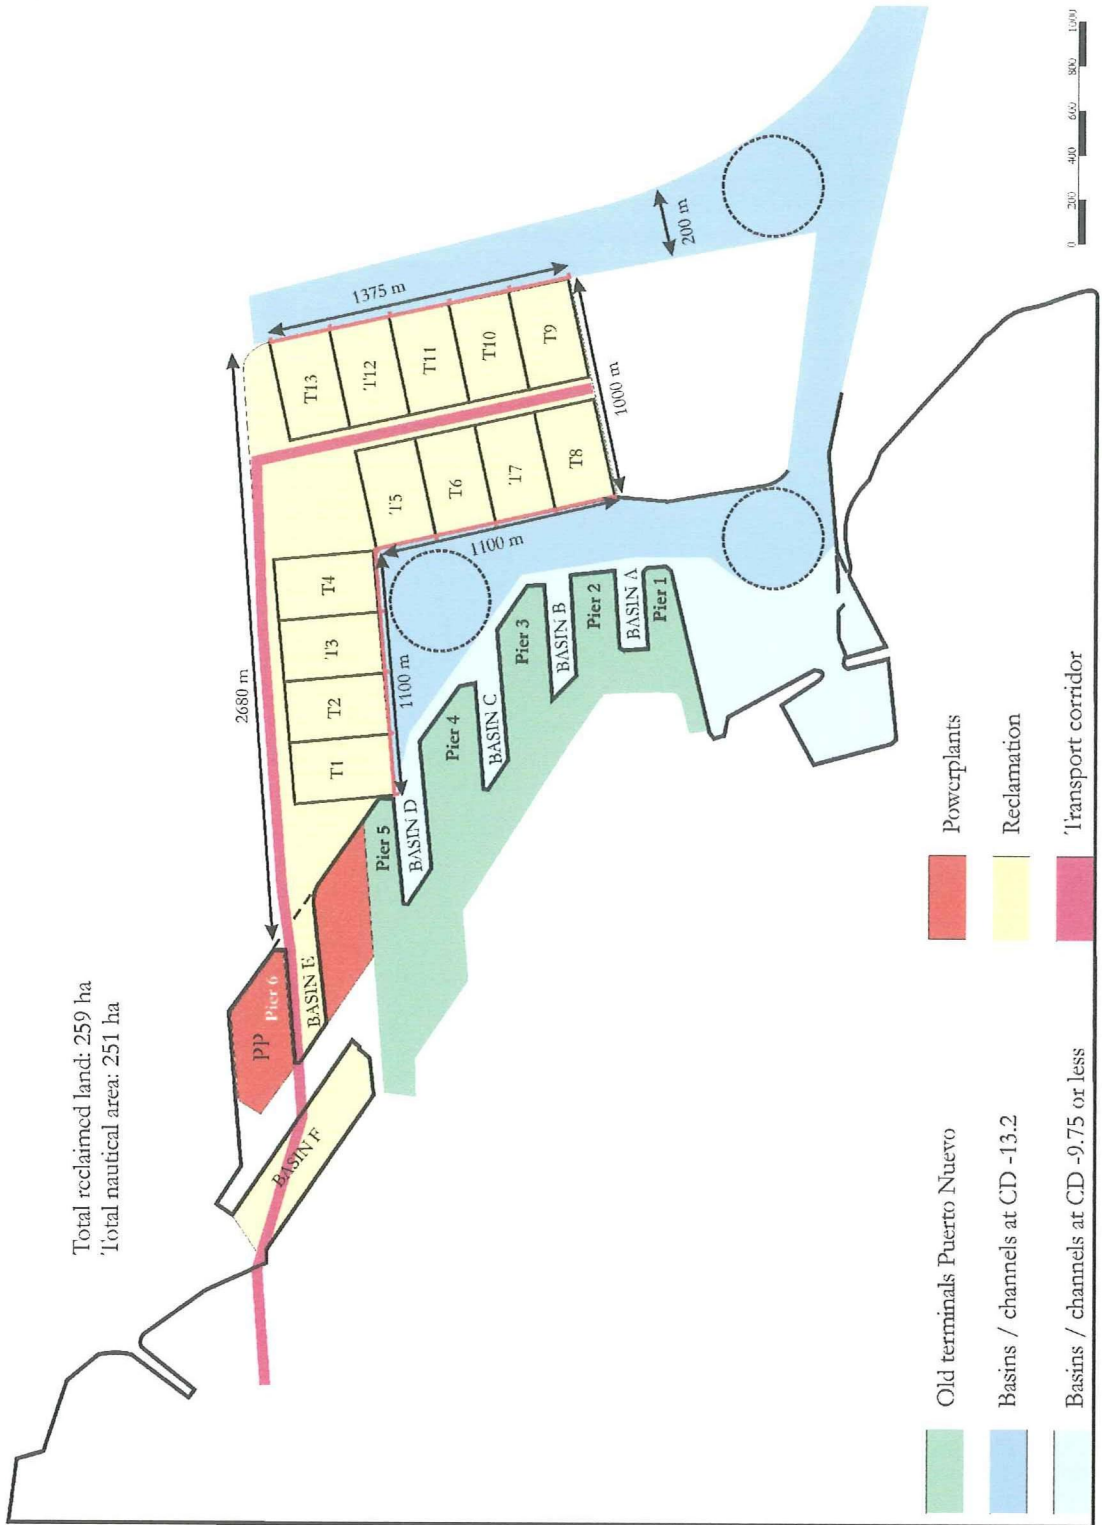 Total reclaimed land: 259 ha
Total nautical area: 251 ha
2680 m
1375 m
1100 m
1100 m
1000 m
200 m
PP
Pier 6
BASIN E
BASIN F
T1
T2
T3
T4
T5
T6
T7
T8
T9
T10
T11
T12
T13
Pier 5
BASIN D
Pier 4
BASIN C
Pier 3
BASIN B
Pier 2
BASIN A
Pier 1
Old terminals Puerto Nuevo
Basins / channels at CD -13.2
Basins / channels at CD -9.75 or less
Powerplants
Reclamation
Transport corridor
0 200 400 600 800 1000